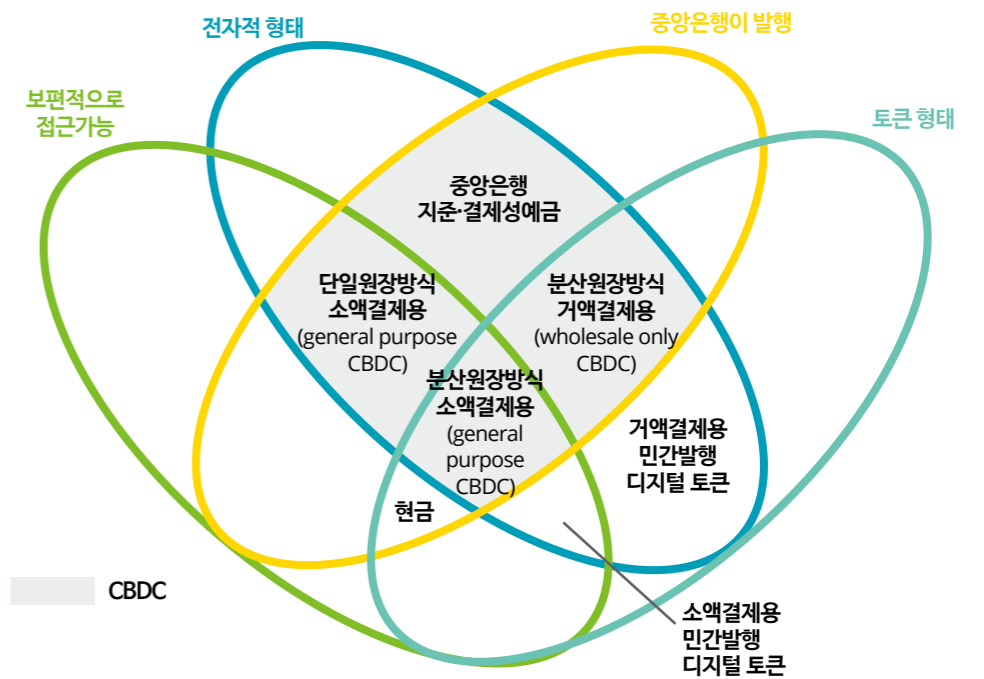 전자적 형태
중앙은행이 발행
보편적으로
접근가능
토큰 형태
중앙은행
지준·결제성예금
단일원장방식
소액결제용
(general purpose
CBDC)
분산원장방식
거액결제용
(wholesale only
CBDC)
분산원장방식
소액결제용
(general
purpose
CBDC)
거액결제용
민간발행
디지털 토큰
현금
CBDC
소액결제용
민간발행
디지털 토큰